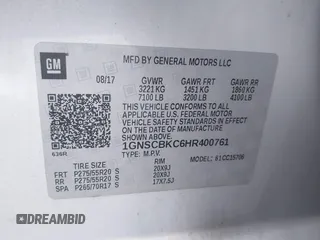 GM
MFD BY GENERAL MOTORS LLC
08/17 GVWR GAWR FRT GAWR RR
3221 KG 1451 KG 1860 KG
7100 LB 3200 LB 4100 LB
THIS VEHICLE CONFORMS TO ALL APPLICABLE
U.S. FEDERAL MOTOR
VEHICLE SAFETY
STANDARDS IN EFFECT ON THE DATE OF
MANUFACTURE SHOWN ABOVE.
1GNSCBKC6HR400761
TYPE: M.P.V. MODEL:
TIRE SIZE RIM
FRT P275/55R20 S 20X9J
RR P275/55R20 S 20X9J
SPA P265/70R17 S 17X7.5J
DIRARBID